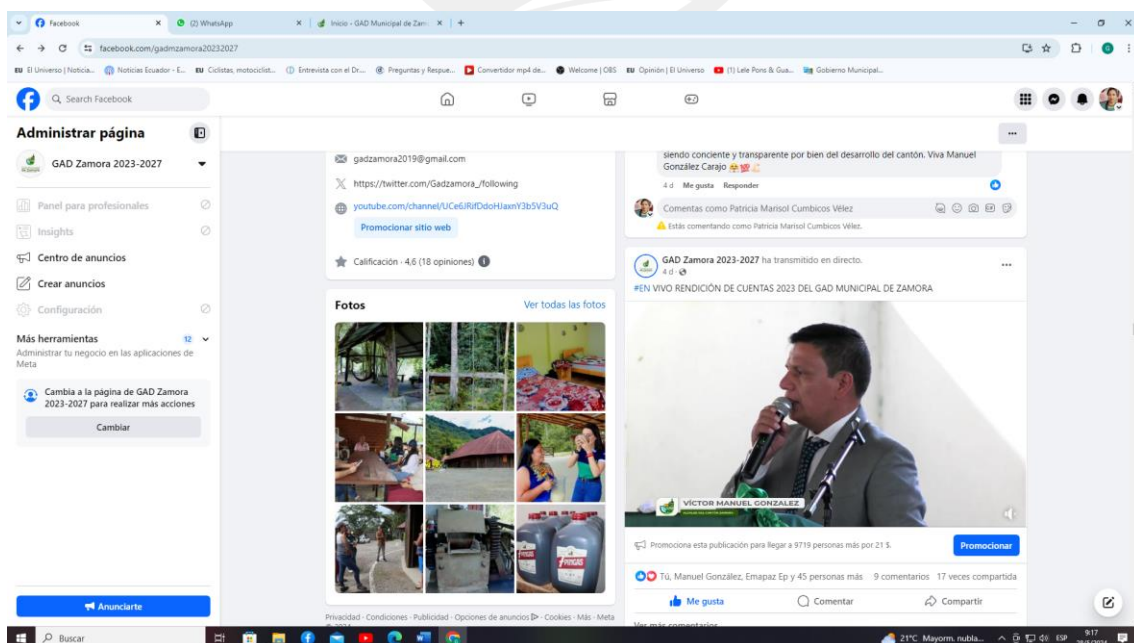 Facebook
(2) WhatsApp
Inicio - GAD Municipal de Zam
facebook.com/gadmzamora20232027
El Universo | Noticia...
Noticias Ecuador - E...
Ciclistas, motociclist...
Entrevista con el Dr....
Preguntas y Respue...
Convertidor mp4 de...
Welcome | OBS
Opinión | El Universo
(1) Lele Pons & Gua...
Gobierno Municipal...
Search Facebook
Administrar página
GAD Zamora 2023-2027
Panel para profesionales
Insights
Centro de anuncios
Crear anuncios
Configuración
Más herramientas
12
Administrar tu negocio en las aplicaciones de
Meta
Cambia a la página de GAD Zamora
2023-2027 para realizar más acciones
Cambiar
Anunciarte
gadzamora2019@gmail.com
https://twitter.com/Gadzamora_/following
youtube.com/channel/UCe6JRifDdoHJaxnY3b5V3uQ
Promocionar sitio web
Calificación · 4,6 (18 opiniones)
Fotos
Ver todas las fotos
Privacidad · Condiciones · Publicidad · Opciones de anuncios · Cookies · Más · Meta
siendo conciente y transparente por bien del desarrollo del cantón. Viva Manuel
González Carajo
4 d Me gusta Responder
Comentas como Patricia Marisol Cumbicos Vélez
Estás comentando como Patricia Marisol Cumbicos Vélez.
GAD Zamora 2023-2027 ha transmitido en directo.
4 d
#EN VIVO RENDICIÓN DE CUENTAS 2023 DEL GAD MUNICIPAL DE ZAMORA
VÍCTOR MANUEL GONZALEZ
Promociona esta publicación para llegar a 9719 personas más por 21 $.
Promocionar
Tú, Manuel González, Emapaz Ep y 45 personas más
9 comentarios
17 veces compartida
Me gusta
Comentar
Compartir
Ver más comentarios
Buscar
21°C Mayorm. nubla...
ESP
9:17